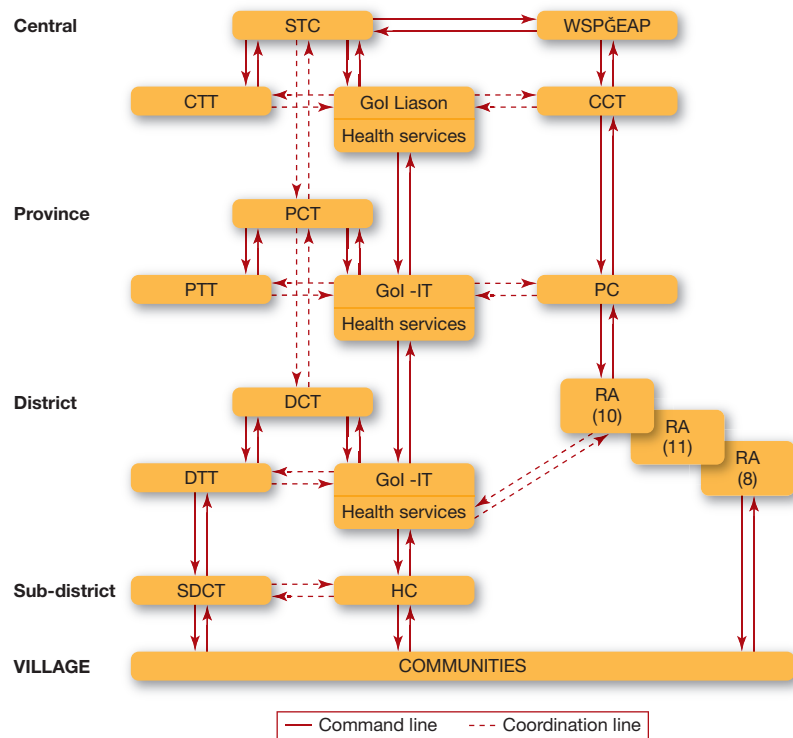 Central
STC
WSPĞEAP
CTT
GoI Liason
Health services
CCT
Province
PCT
PTT
GoI -IT
Health services
PC
District
DCT
RA
(10)
RA
(11)
RA
(8)
DTT
GoI -IT
Health services
Sub-district
SDCT
HC
VILLAGE
COMMUNITIES
Command line
Coordination line